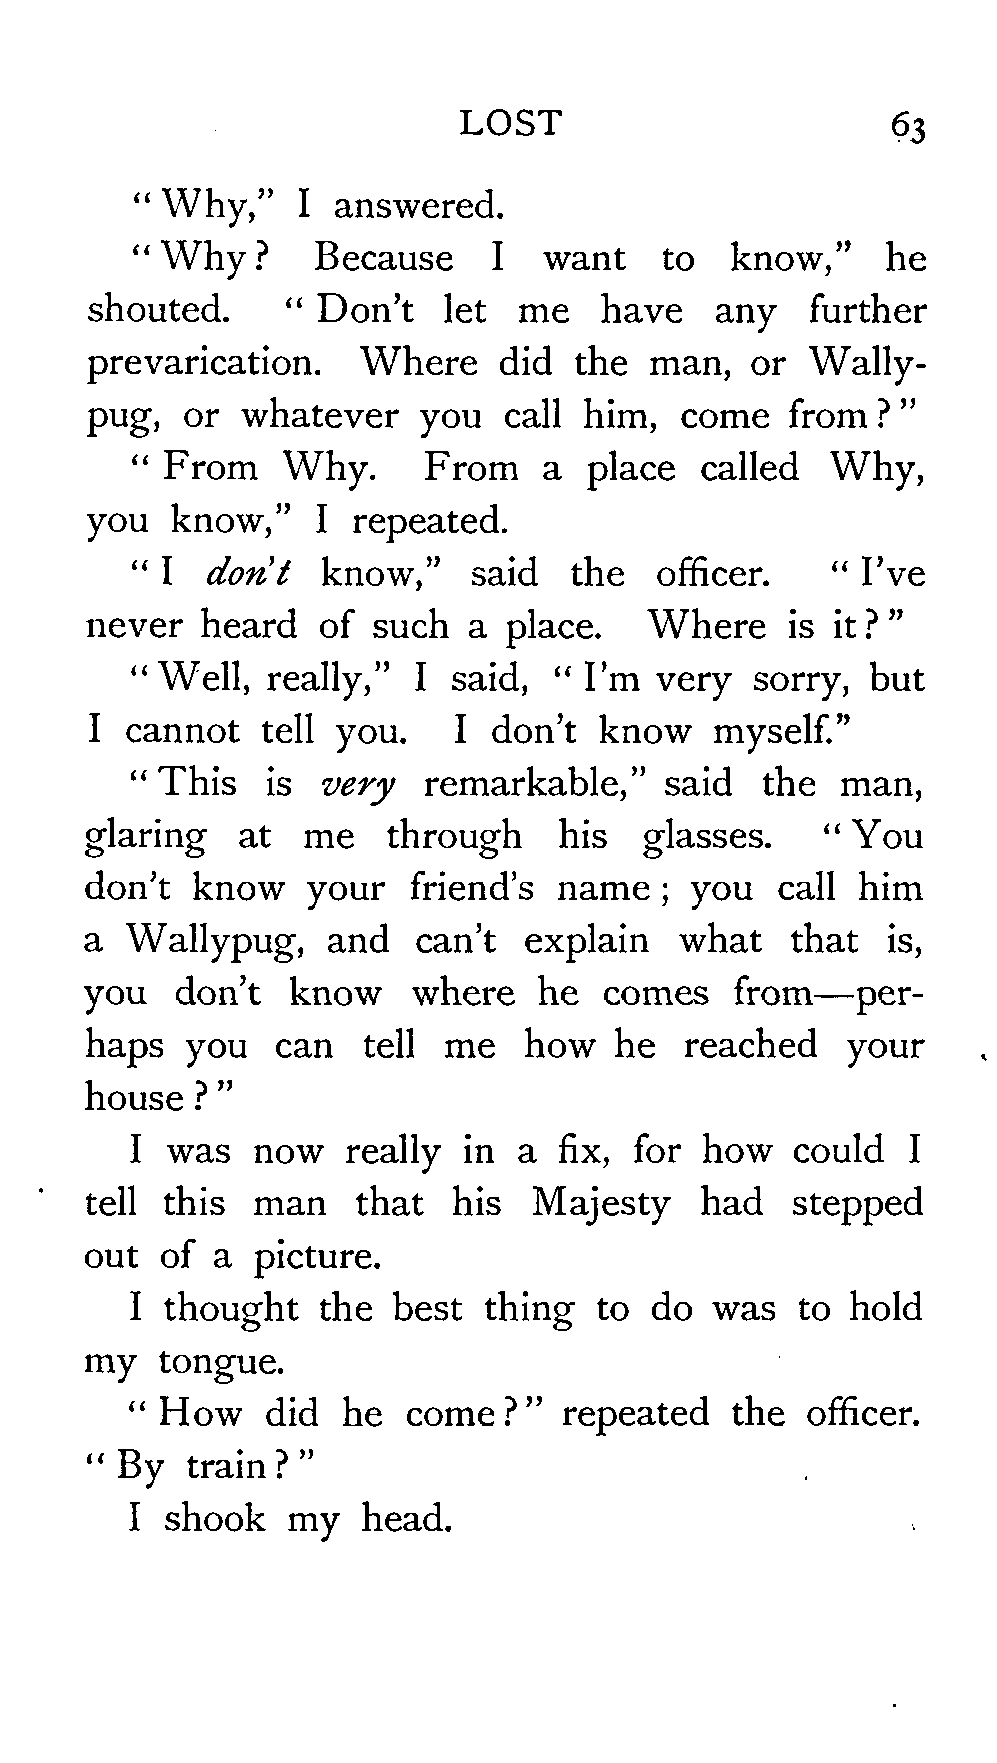 LOST 63
" Why," I answered.
" Why ? Because I want to know," he
shouted. " Don't let me have any further
prevarication. Where did the man, or Wally-
pug, or whatever you call him, come from ? "
" From Why. From a place called Why,
you know," I repeated.
" I don't know," said the officer. " I've
never heard of such a place. Where is it ? "
" Well, really," I said, " I'm very sorry, but
I cannot tell you. I don't know myself."
" This is very remarkable," said the man,
glaring at me through his glasses. " You
don't know your friend's name ; you call him
a Wallypug, and can't explain what that is,
you don't know where he comes from—per-
haps you can tell me how he reached your
house ? "
I was now really in a fix, for how could I
tell this man that his Majesty had stepped
out of a picture.
I thought the best thing to do was to hold
my tongue.
" How did he come ? " repeated the officer.
" By train ? "
I shook my head.